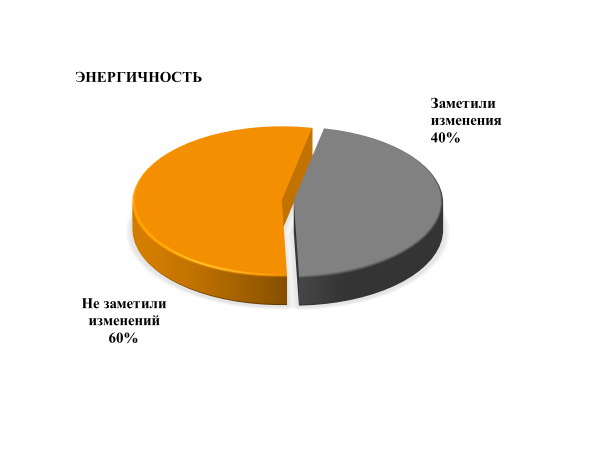 ЭНЕРГИЧНОСТЬ
Заметили
изменения
40%
Не заметили
изменений
60%